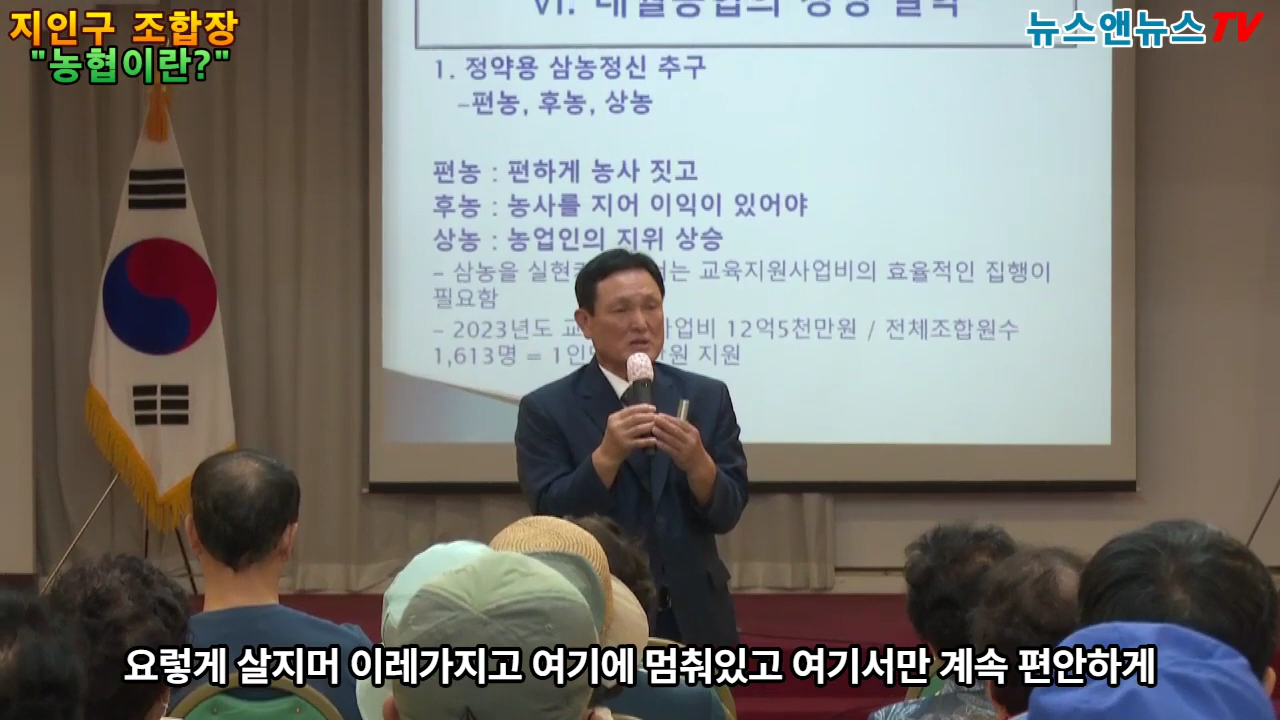 지인구 조합장
"농협이란?"
뉴스앤뉴스TV
VI.
1. 정약용 삼농정신 추구
-편농, 후농, 상농
편농 : 편하게 농사 짓고
후농 : 농사를 지어 이익이 있어야
상농 : 농업인의 지위 상승
- 삼농을 실현 는 교육지원사업비의 효율적인 집행이
필요함
- 2023년도 사업비 12억5천만원 / 전체조합원수
1,613명 = 1인 원 지원
요렇게 살지머 이레가지고 여기에 멈춰있고 여기서만 계속 편안하게